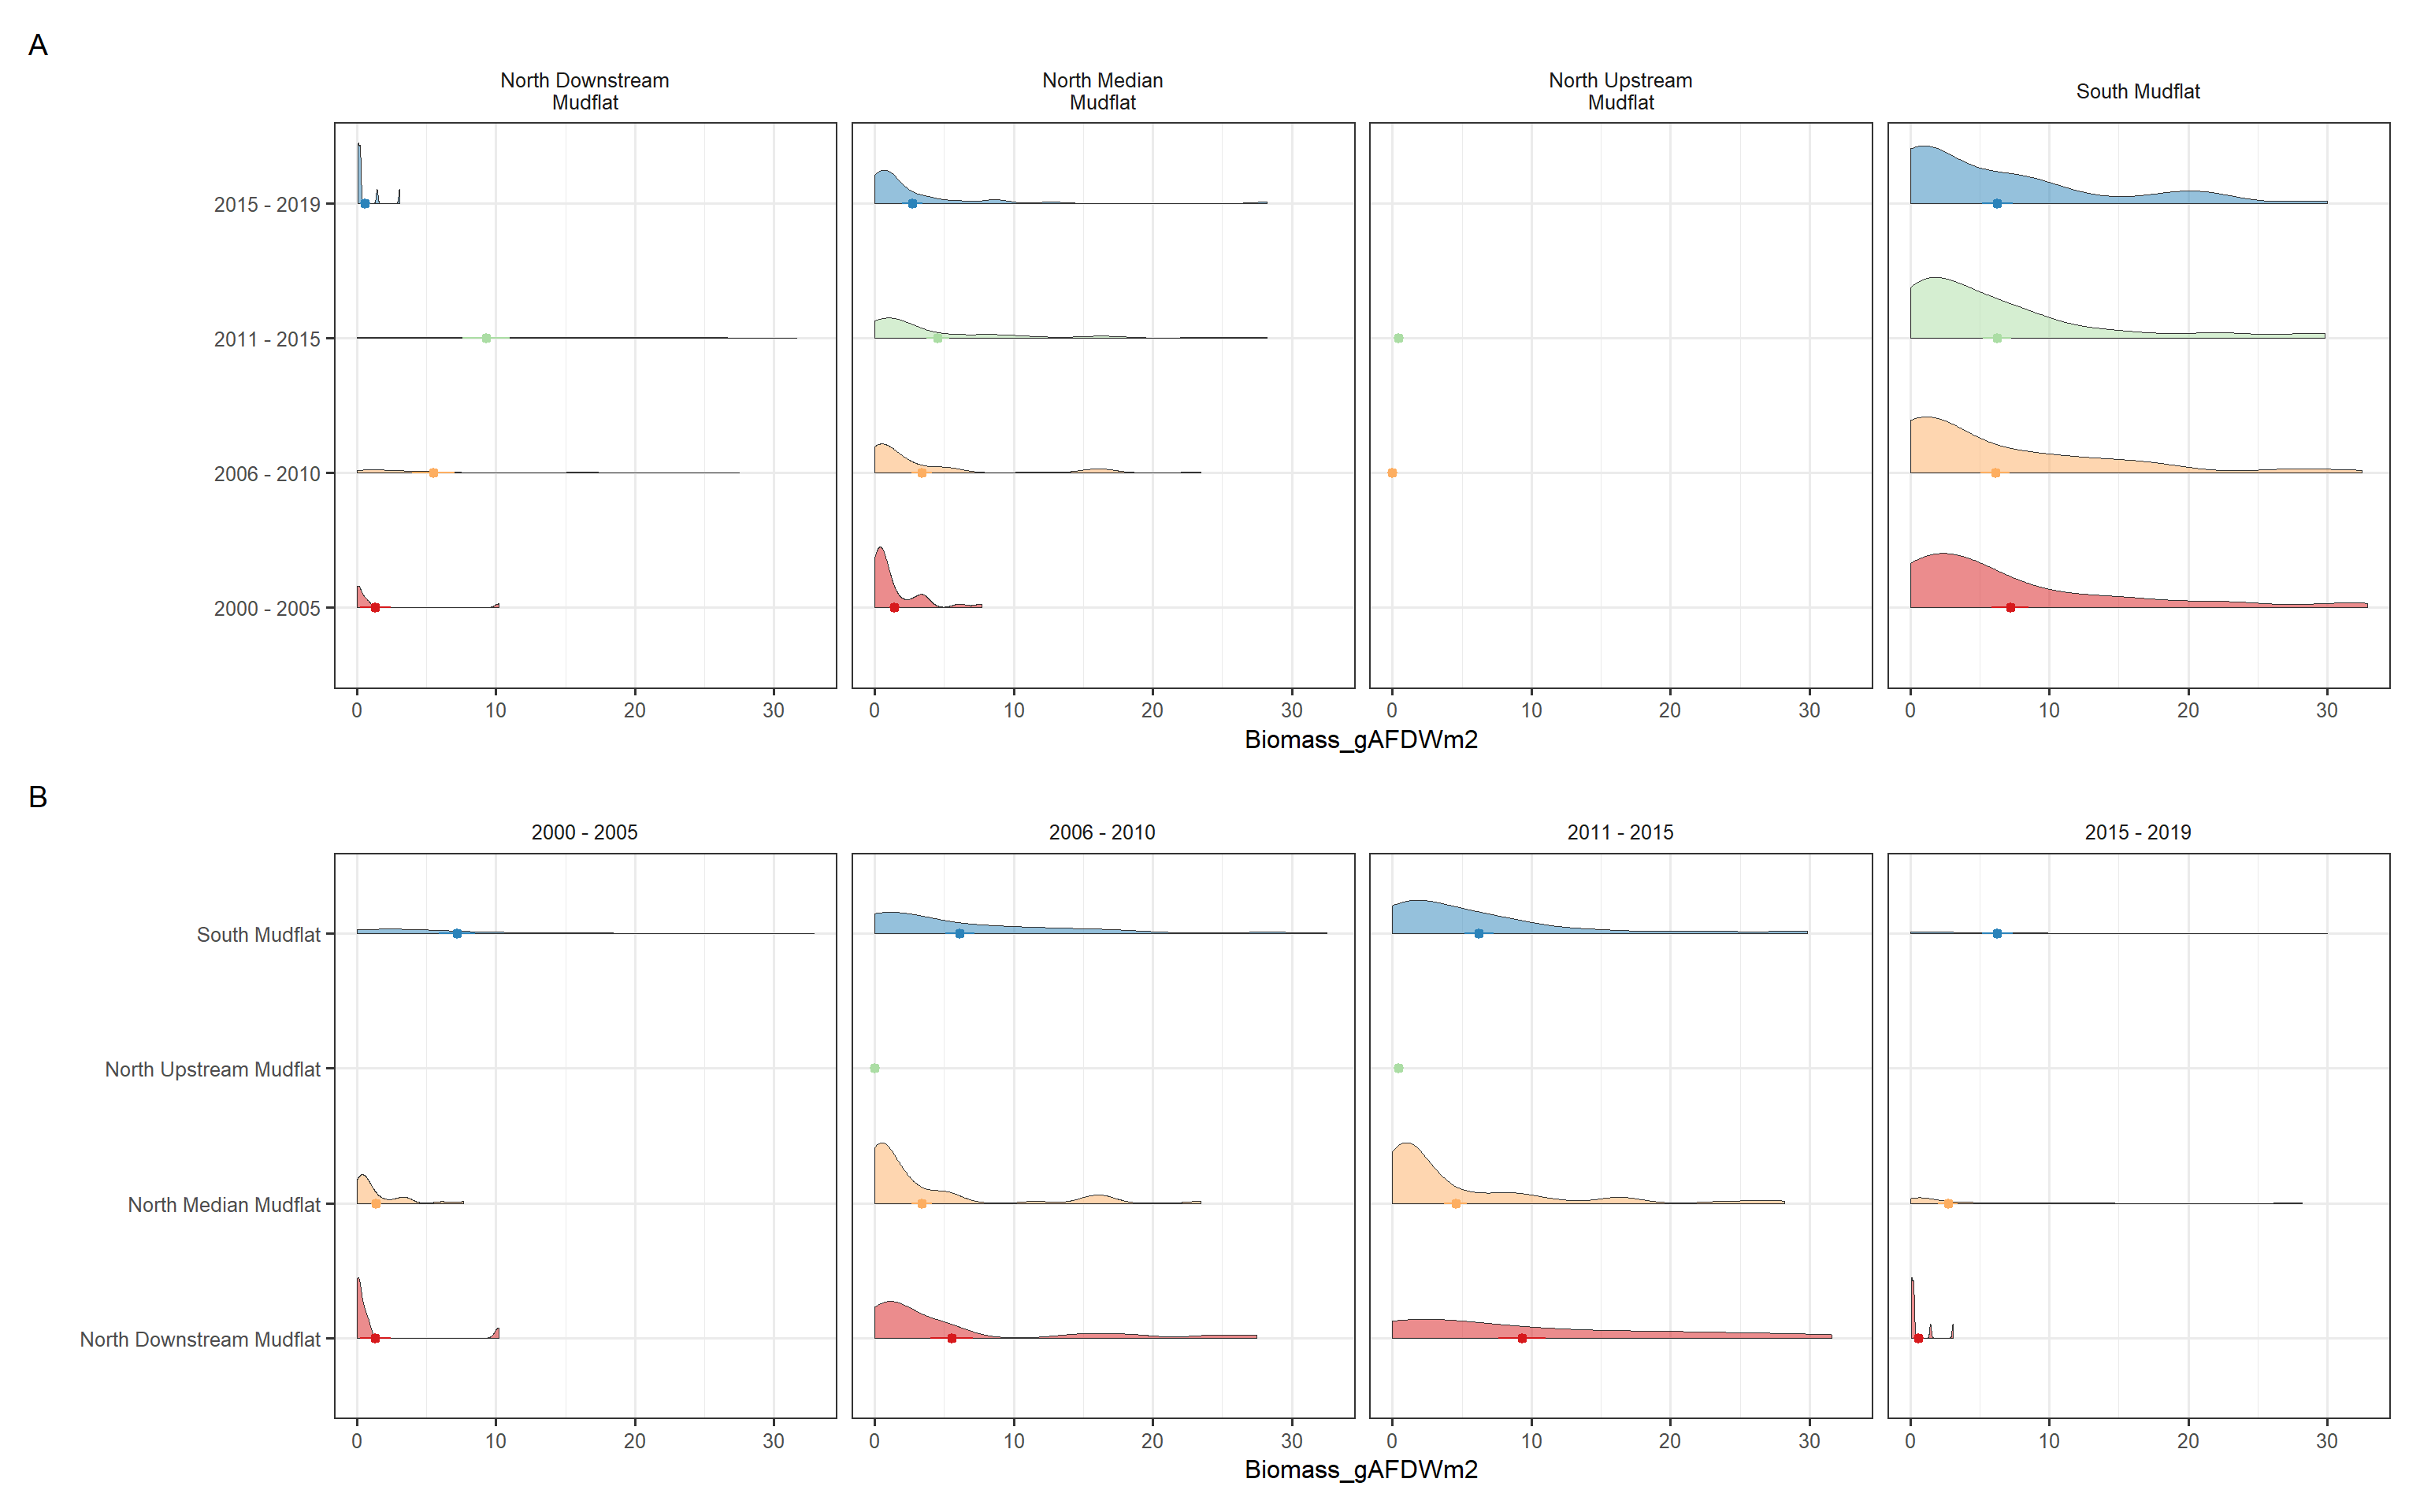 A
North Downstream
Mudflat
North Median
Mudflat
North Upstream
Mudflat
South Mudflat
2015 - 2019
2011 - 2015
2006 - 2010
2000 - 2005
0 10 20 30 0 10 20 30 0 10 20 30 0 10 20 30
Biomass_gAFDWm2
B
2000 - 2005 2006 - 2010 2011 - 2015 2015 - 2019
South Mudflat
North Upstream Mudflat
North Median Mudflat
North Downstream Mudflat
0 10 20 30 0 10 20 30 0 10 20 30 0 10 20 30
Biomass_gAFDWm2